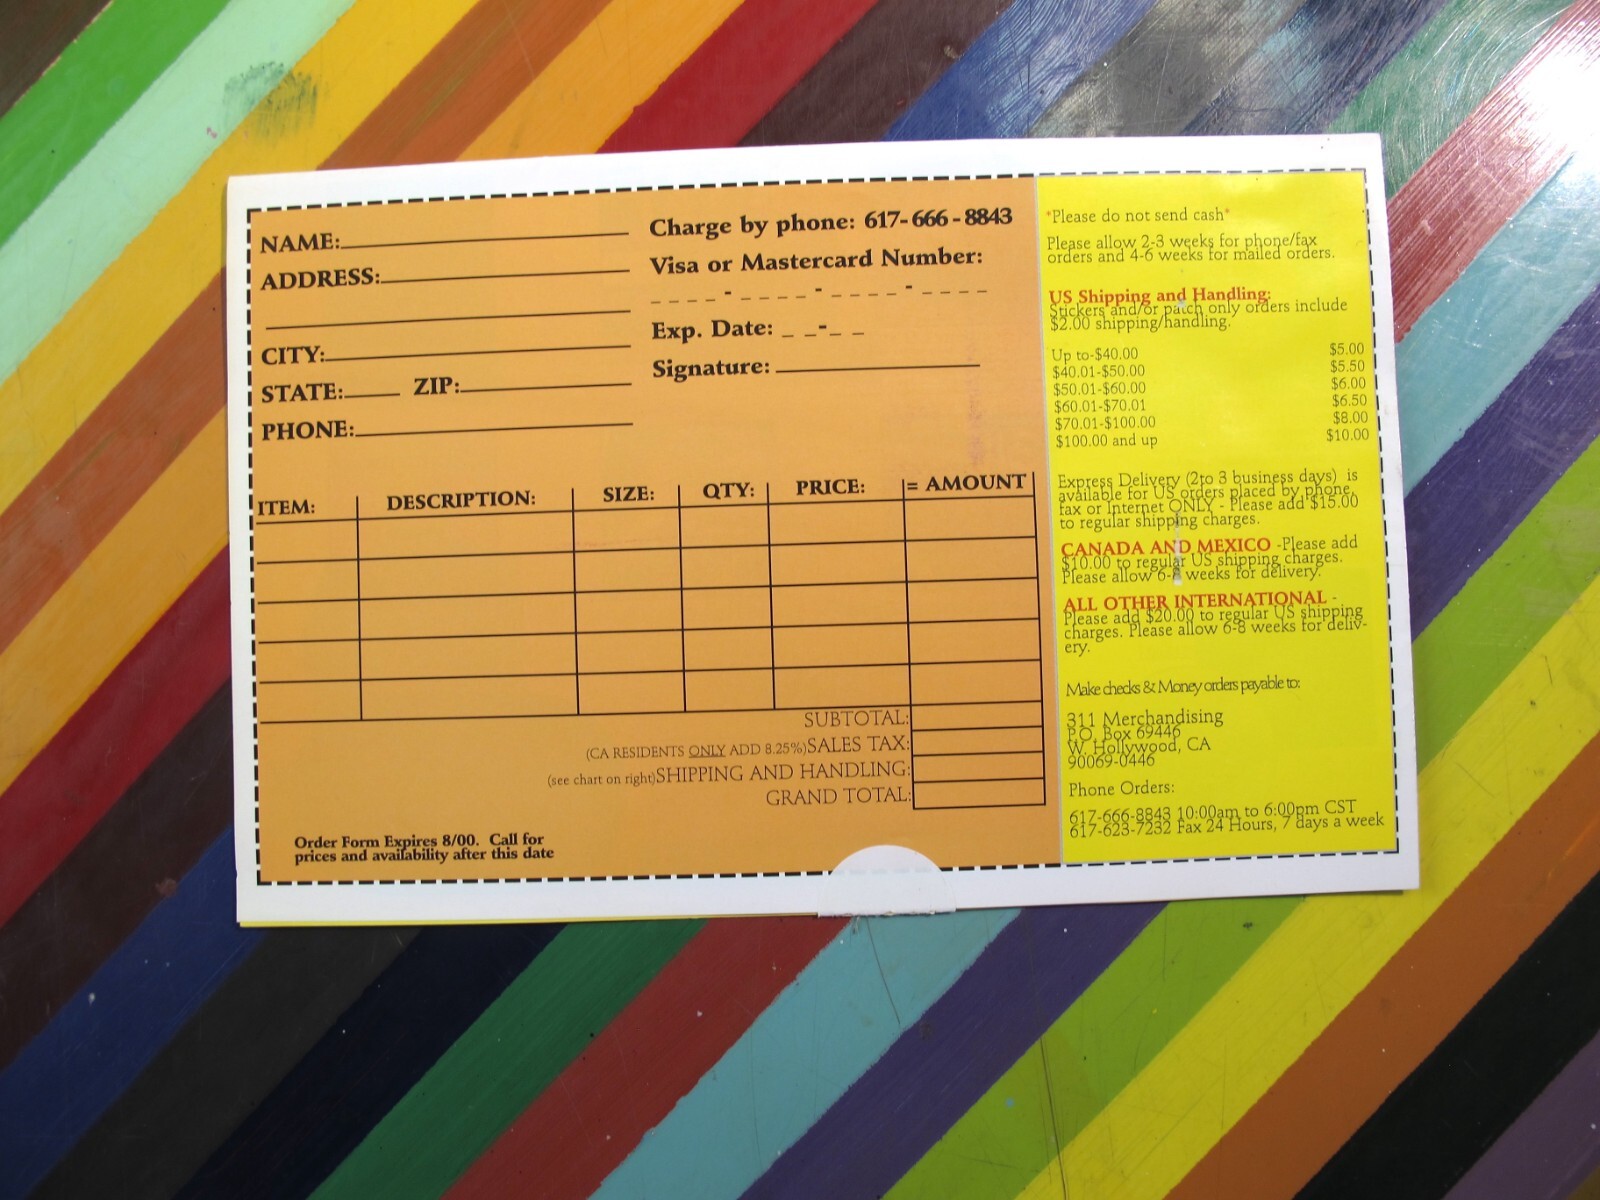 NAME:
ADDRESS:
CITY:
STATE: ZIP:
PHONE:
Charge by phone: 617-666-8843
Visa or Mastercard Number:
_ _ _ _ - _ _ _ _ - _ _ _ _ - _ _ _ _
Exp. Date: _ _-_ _
Signature:
ITEM: DESCRIPTION: SIZE: QTY: PRICE: = AMOUNT
SUBTOTAL:
(CA RESIDENTS ONLY ADD 8.25%)SALES TAX:
(see chart on right)SHIPPING AND HANDLING:
GRAND TOTAL:
Order Form Expires 8/00. Call for
prices and availability after this date
*Please do not send cash*
Please allow 2-3 weeks for phone/fax
orders and 4-6 weeks for mailed orders.
US Shipping and Handling:
Stickers and/or patch only orders include
$2.00 shipping/handling.
Up to-$40.00 $5.00
$40.01-$50.00 $5.50
$50.01-$60.00 $6.00
$60.01-$70.01 $6.50
$70.01-$100.00 $8.00
$100.00 and up $10.00
Express Delivery (2to 3 business days) is
available for US orders placed by phone,
fax or Internet ONLY - Please add $15.00
to regular shipping charges.
CANADA AND MEXICO -Please add
$10.00 to regular US shipping charges.
Please allow 6-8 weeks for delivery.
ALL OTHER INTERNATIONAL -
Please add $20.00 to regular US shipping
charges. Please allow 6-8 weeks for deliv-
ery.
Make checks & Money orders payable to:
311 Merchandising
P.O. Box 69446
W. Hollywood, CA
90069-0446
Phone Orders:
617-666-8843 10:00am to 6:00pm CST
617-623-7232 Fax 24 Hours, 7 days a week